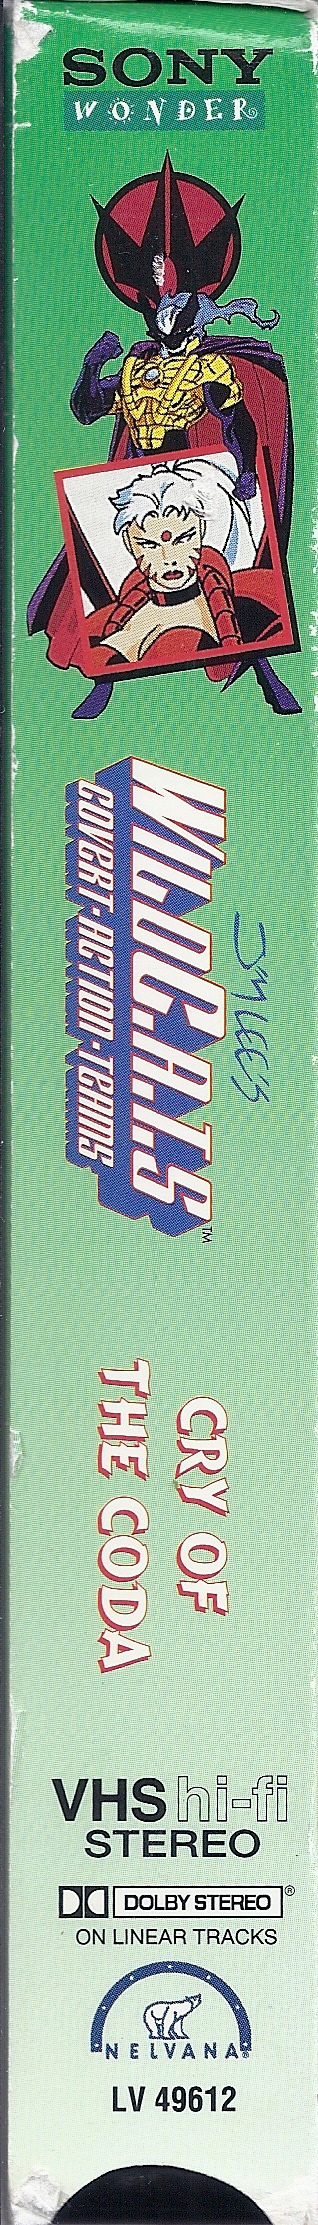 SONY
WONDER
JIM LEE'S
WILDC.A.T.S™
COVERT-ACTION-TEAMS
CRY OF
THE CODA
VHS hi-fi
STEREO
DOLBY STEREO®
ON LINEAR TRACKS
NELVANA®
LV 49612